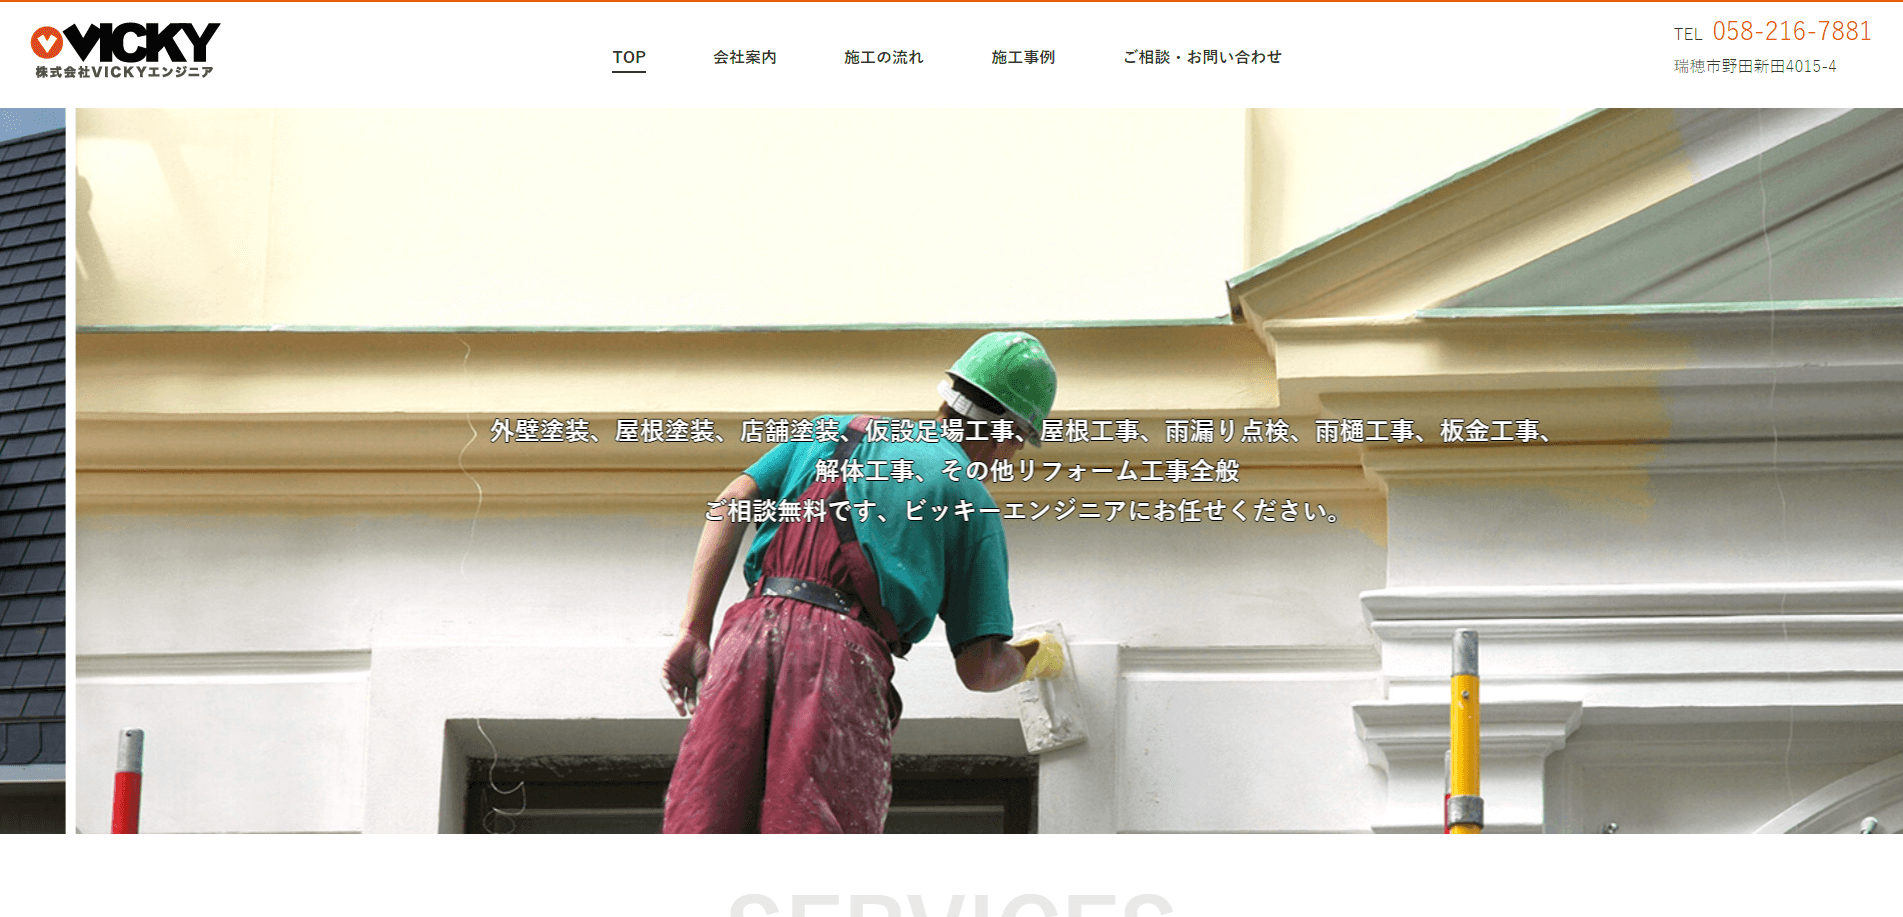 VICKY
株式会社VICKYエンジニア
TOP
会社案内
施工の流れ
施工事例
ご相談・お問い合わせ
TEL 058-216-7881
瑞穂市野田新田4015-4
外壁塗装、屋根塗装、店舗塗装、仮設足場工事、屋根工事、雨漏り点検、雨樋工事、板金工事、
解体工事、その他リフォーム工事全般
ご相談無料です、ビッキーエンジニアにお任せください。
SERVICES